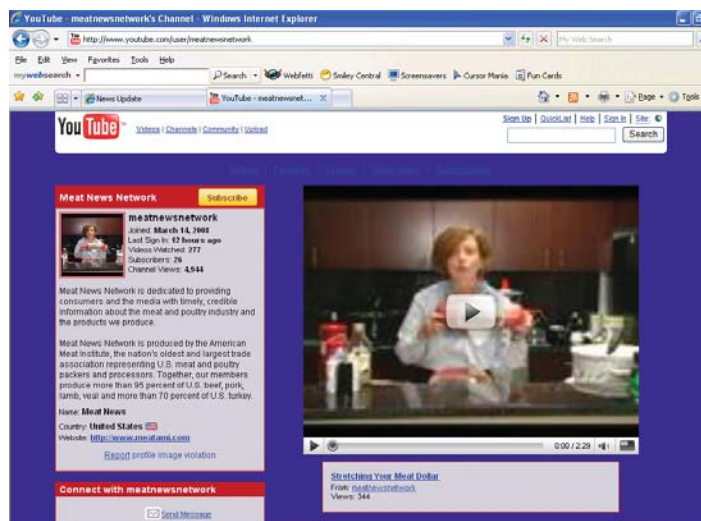 YouTube - meatnewsnetwork's Channel - Windows Internet Explorer
http://www.youtube.com/user/meatnewsnetwork
My Web Search
File Edit View Favorites Tools Help
mywebsearch
Search Webfetti Smiley Central Screensavers Cursor Mania Fun Cards
News Update
YouTube - meatnewsnet...
Page Tools
YouTube
Videos | Channels | Community | Upload
Sign Up | QuickList | Help | Sign In | Site:
Search
Meat News Network
Subscribe
meatnewsnetwork
Joined: March 14, 2008
Last Sign In: 12 hours ago
Videos Watched: 277
Subscribers: 26
Channel Views: 4,944
Meat News Network is dedicated to providing
consumers and the media with timely, credible
information about the meat and poultry industry and
the products we produce.
Meat News Network is produced by the American
Meat Institute, the nation's oldest and largest trade
association representing U.S. meat and poultry
packers and processors. Together, our members
produce more than 95 percent of U.S. beef, pork,
lamb, veal and more than 70 percent of U.S. turkey.
Name: Meat News
Country: United States
Website: http://www.meatami.com
Report profile image violation
Connect with meatnewsnetwork
Send Message
0:00 / 2:29
Stretching Your Meat Dollar
From: meatnewsnetwork
Views: 344